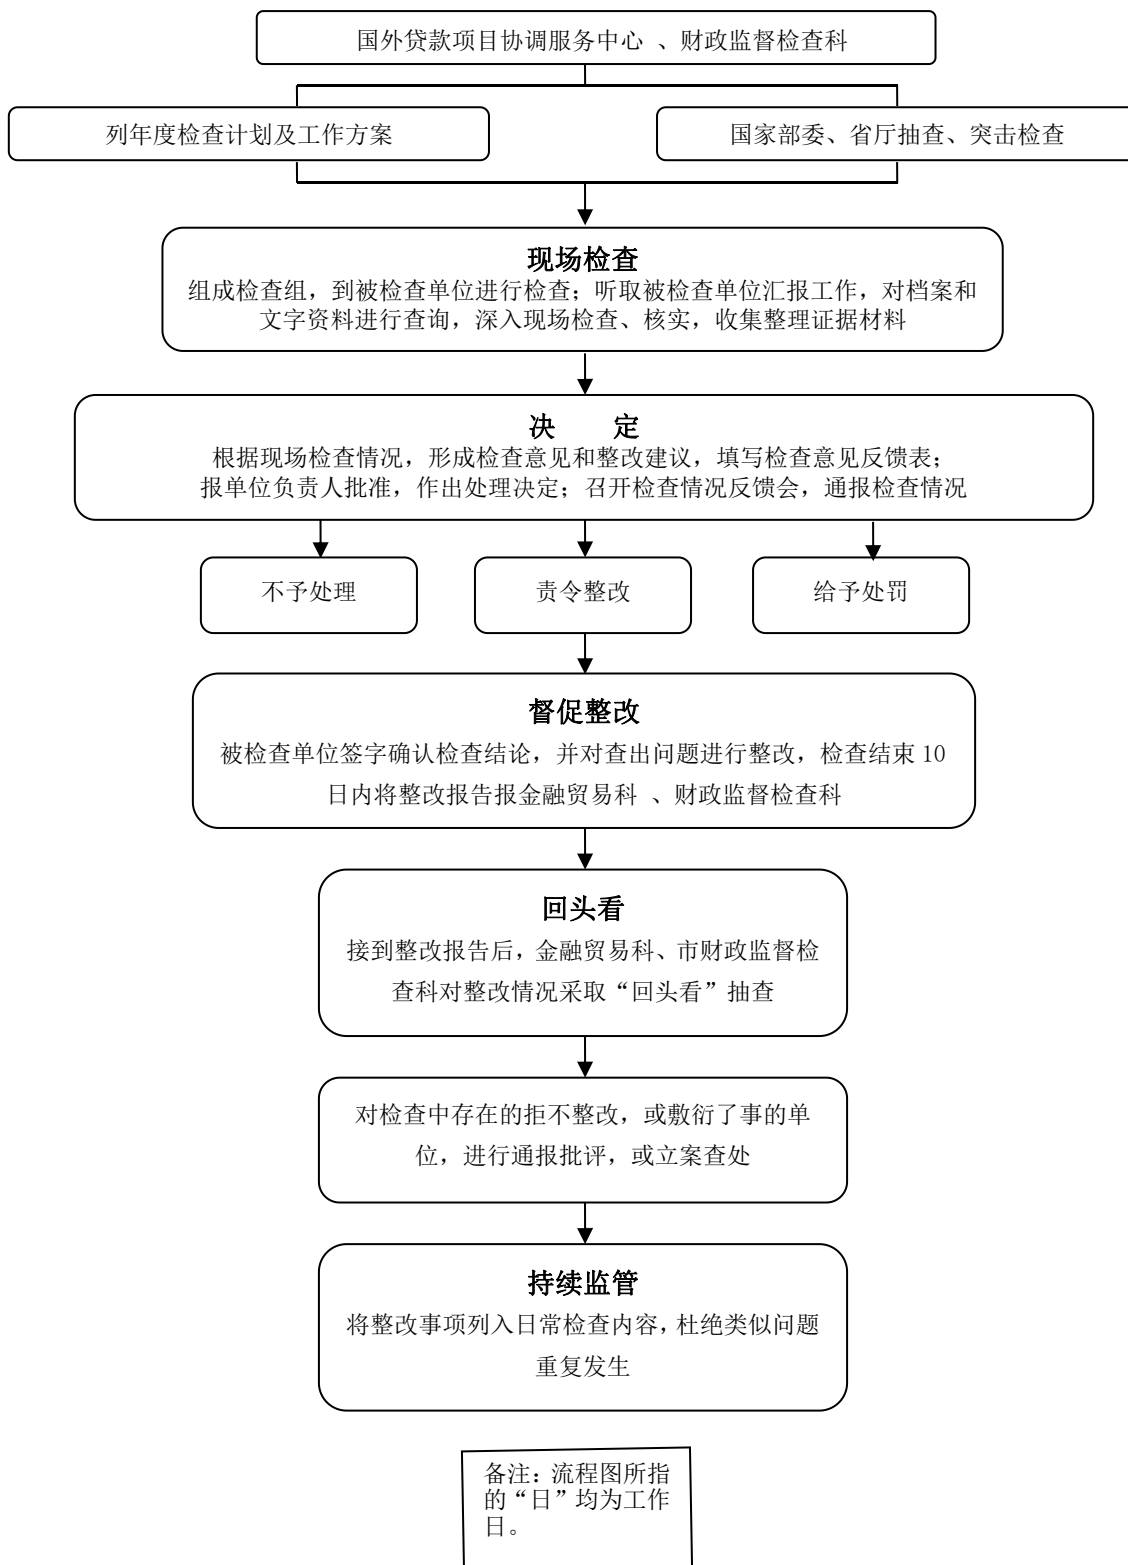 国外贷款项目协调服务中心 、财政监督检查科
列年度检查计划及工作方案
国家部委、省厅抽查、突击检查
现场检查
组成检查组，到被检查单位进行检查；听取被检查单位汇报工作，对档案和
文字资料进行查询，深入现场检查、核实，收集整理证据材料
决 定
根据现场检查情况，形成检查意见和整改建议，填写检查意见反馈表；
报单位负责人批准，作出处理决定；召开检查情况反馈会，通报检查情况
不予处理
责令整改
给予处罚
督促整改
被检查单位签字确认检查结论，并对查出问题进行整改，检查结束 10
日内将整改报告报金融贸易科 、财政监督检查科
回头看
接到整改报告后，金融贸易科、市财政监督检
查科对整改情况采取“回头看”抽查
对检查中存在的拒不整改，或敷衍了事的单
位，进行通报批评，或立案查处
持续监管
将整改事项列入日常检查内容，杜绝类似问题
重复发生
备注：流程图所指
的“日”均为工作
日。